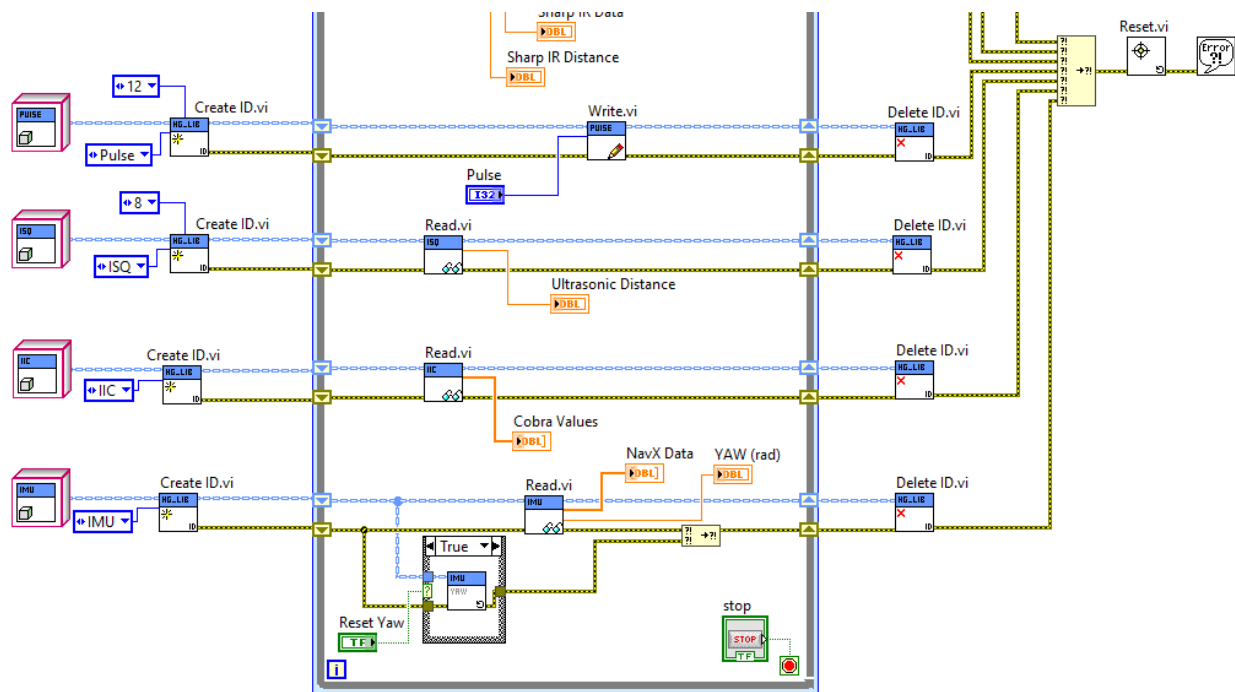 Sharp IR Data
DBL
Sharp IR Distance
DBL
Reset.vi
Error
?!
?!
?!
?!
?!
?!
?!
→?!
12
Create ID.vi
PUlSE
HG_LIB
ID
Pulse
Write.vi
PUlSE
Pulse
I32
Delete ID.vi
HG_LIB
ID
8
Create ID.vi
ISQ
HG_LIB
ID
ISQ
Read.vi
ISQ
Ultrasonic Distance
DBL
Delete ID.vi
HG_LIB
ID
Create ID.vi
IIC
HG_LIB
ID
IIC
Read.vi
IIC
Cobra Values
DBL]
Delete ID.vi
HG_LIB
ID
Create ID.vi
IMU
HG_LIB
ID
IMU
Read.vi
IMU
NavX Data
DBL]
YAW (rad)
DBL
?!
?!
→?!
Delete ID.vi
HG_LIB
ID
True
?
IMU
YAW
Reset Yaw
TF
stop
STOP
TF
i